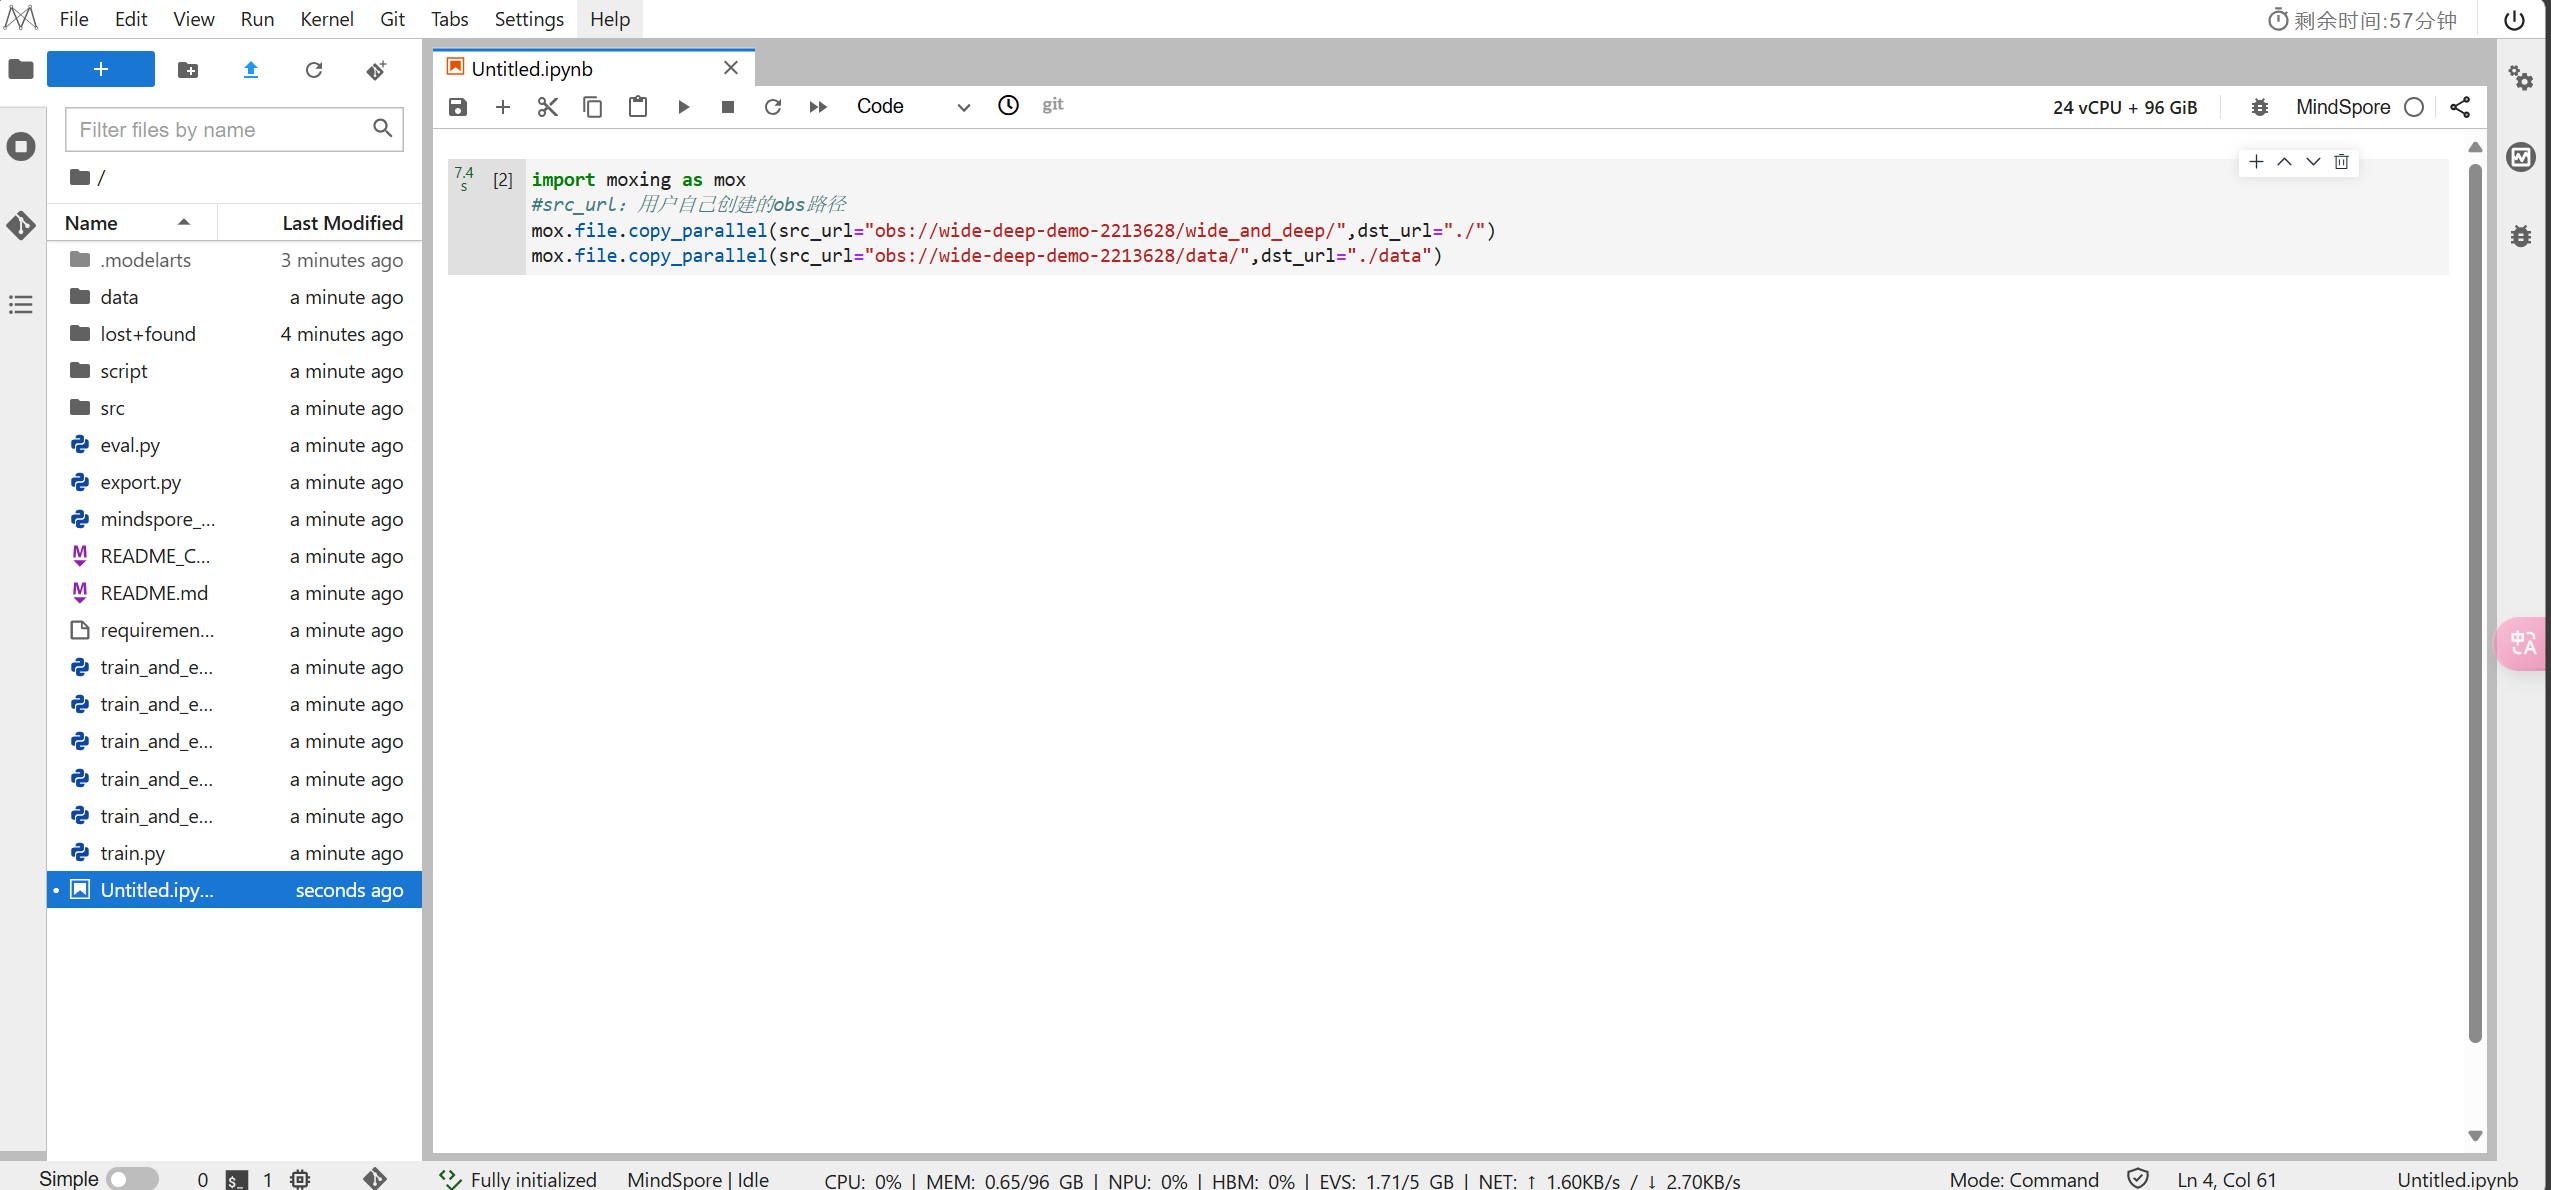 File Edit View Run Kernel Git Tabs Settings Help
剩余时间:57分钟
Filter files by name
/
Name Last Modified
.modelarts 3 minutes ago
data a minute ago
lost+found 4 minutes ago
script a minute ago
src a minute ago
eval.py a minute ago
export.py a minute ago
mindspore_... a minute ago
README_C... a minute ago
README.md a minute ago
requiremen... a minute ago
train_and_e... a minute ago
train_and_e... a minute ago
train_and_e... a minute ago
train_and_e... a minute ago
train_and_e... a minute ago
train.py a minute ago
Untitled.ipy... seconds ago
Untitled.ipynb
Code git 24 vCPU + 96 GiB MindSpore
7.4 s [2]
import moxing as mox
#src_url: 用户自己创建的obs路径
mox.file.copy_parallel(src_url="obs://wide-deep-demo-2213628/wide_and_deep/",dst_url="./")
mox.file.copy_parallel(src_url="obs://wide-deep-demo-2213628/data/",dst_url="./data")
中A
Simple 0 $_ 1 Fully initialized MindSpore | Idle CPU: 0% | MEM: 0.65/96 GB | NPU: 0% | HBM: 0% | EVS: 1.71/5 GB | NET: ↑ 1.60KB/s / ↓ 2.70KB/s Mode: Command Ln 4, Col 61 Untitled.ipynb